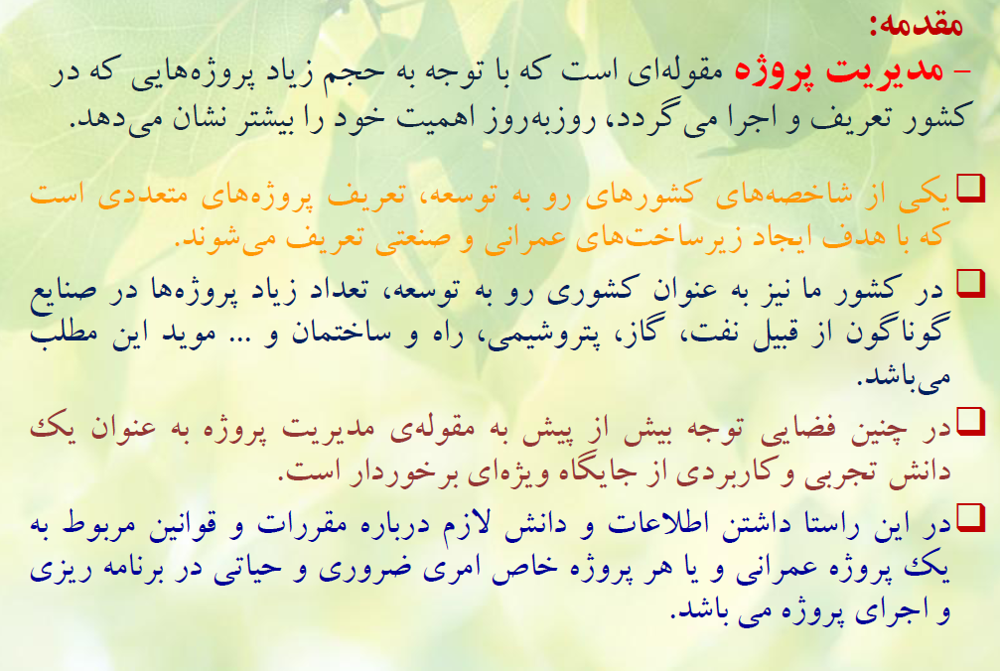 مقدمه:
– مدیریت پروژه مقوله‌ای است که با توجه به حجم زیاد پروژه‌هایی که در
کشور تعریف و اجرا می‌گردد، روزبه‌روز اهمیت خود را بیشتر نشان می‌دهد.
❑یکی از شاخصه‌های کشورهای رو به توسعه، تعریف پروژه‌های متعددی است
که با هدف ایجاد زیرساخت‌های عمرانی و صنعتی تعریف می‌شوند.
❑ در کشور ما نیز به عنوان کشوری رو به توسعه، تعداد زیاد پروژه‌ها در صنایع
گوناگون از قبیل نفت، گاز، پتروشیمی، راه و ساختمان و ... موید این مطلب
می‌باشد.
❑در چنین فضایی توجه بیش از پیش به مقوله‌ی مدیریت پروژه به عنوان یک
دانش تجربی و کاربردی از جایگاه ویژه‌ای برخوردار است.
❑در این راستا داشتن اطلاعات و دانش لازم درباره مقررات و قوانین مربوط به
یک پروژه عمرانی و یا هر پروژه خاص امری ضروری و حیاتی در برنامه ریزی
و اجرای پروژه می باشد.